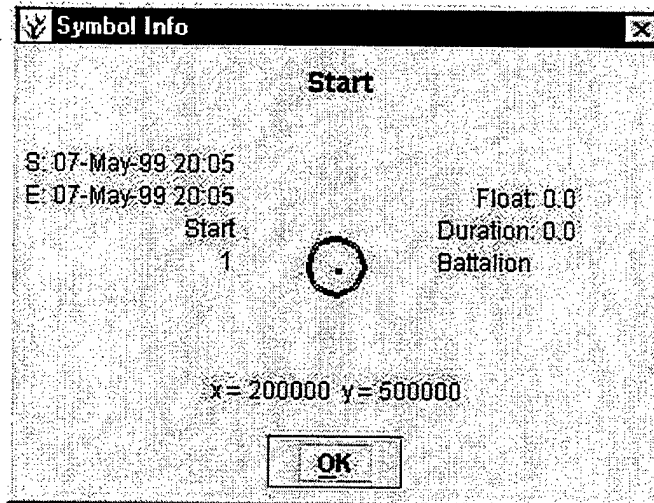 Symbol Info
Start
S: 07-May-99 20:05
E: 07-May-99 20:05
Start
1
Float: 0.0
Duration: 0.0
Battalion
x = 200000 y = 500000
OK